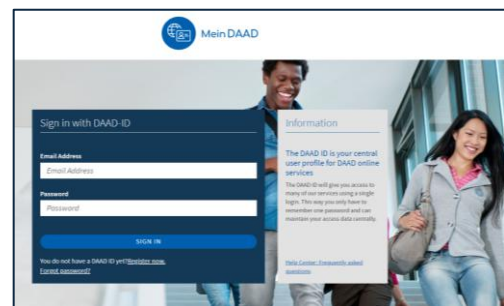 Mein DAAD
Sign in with DAAD-ID
Email Address
Email Address
Password
Password
SIGN IN
You do not have a DAAD ID yet? Register now.
Forgot password?
Information
The DAAD ID is your central
user profile for DAAD online
services
The DAAD ID will give you access to
many of our services using a single
login. This way you only have to
remember one password and can
maintain your access data centrally.
Help Center: Frequently asked
questions